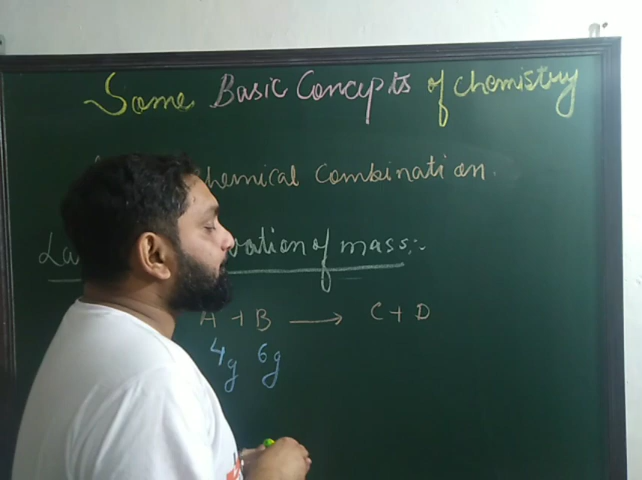 Some Basic Concepts of chemistry
chemical combination.
vation of mass:-
A + B ⟶ C + D
4g 6g